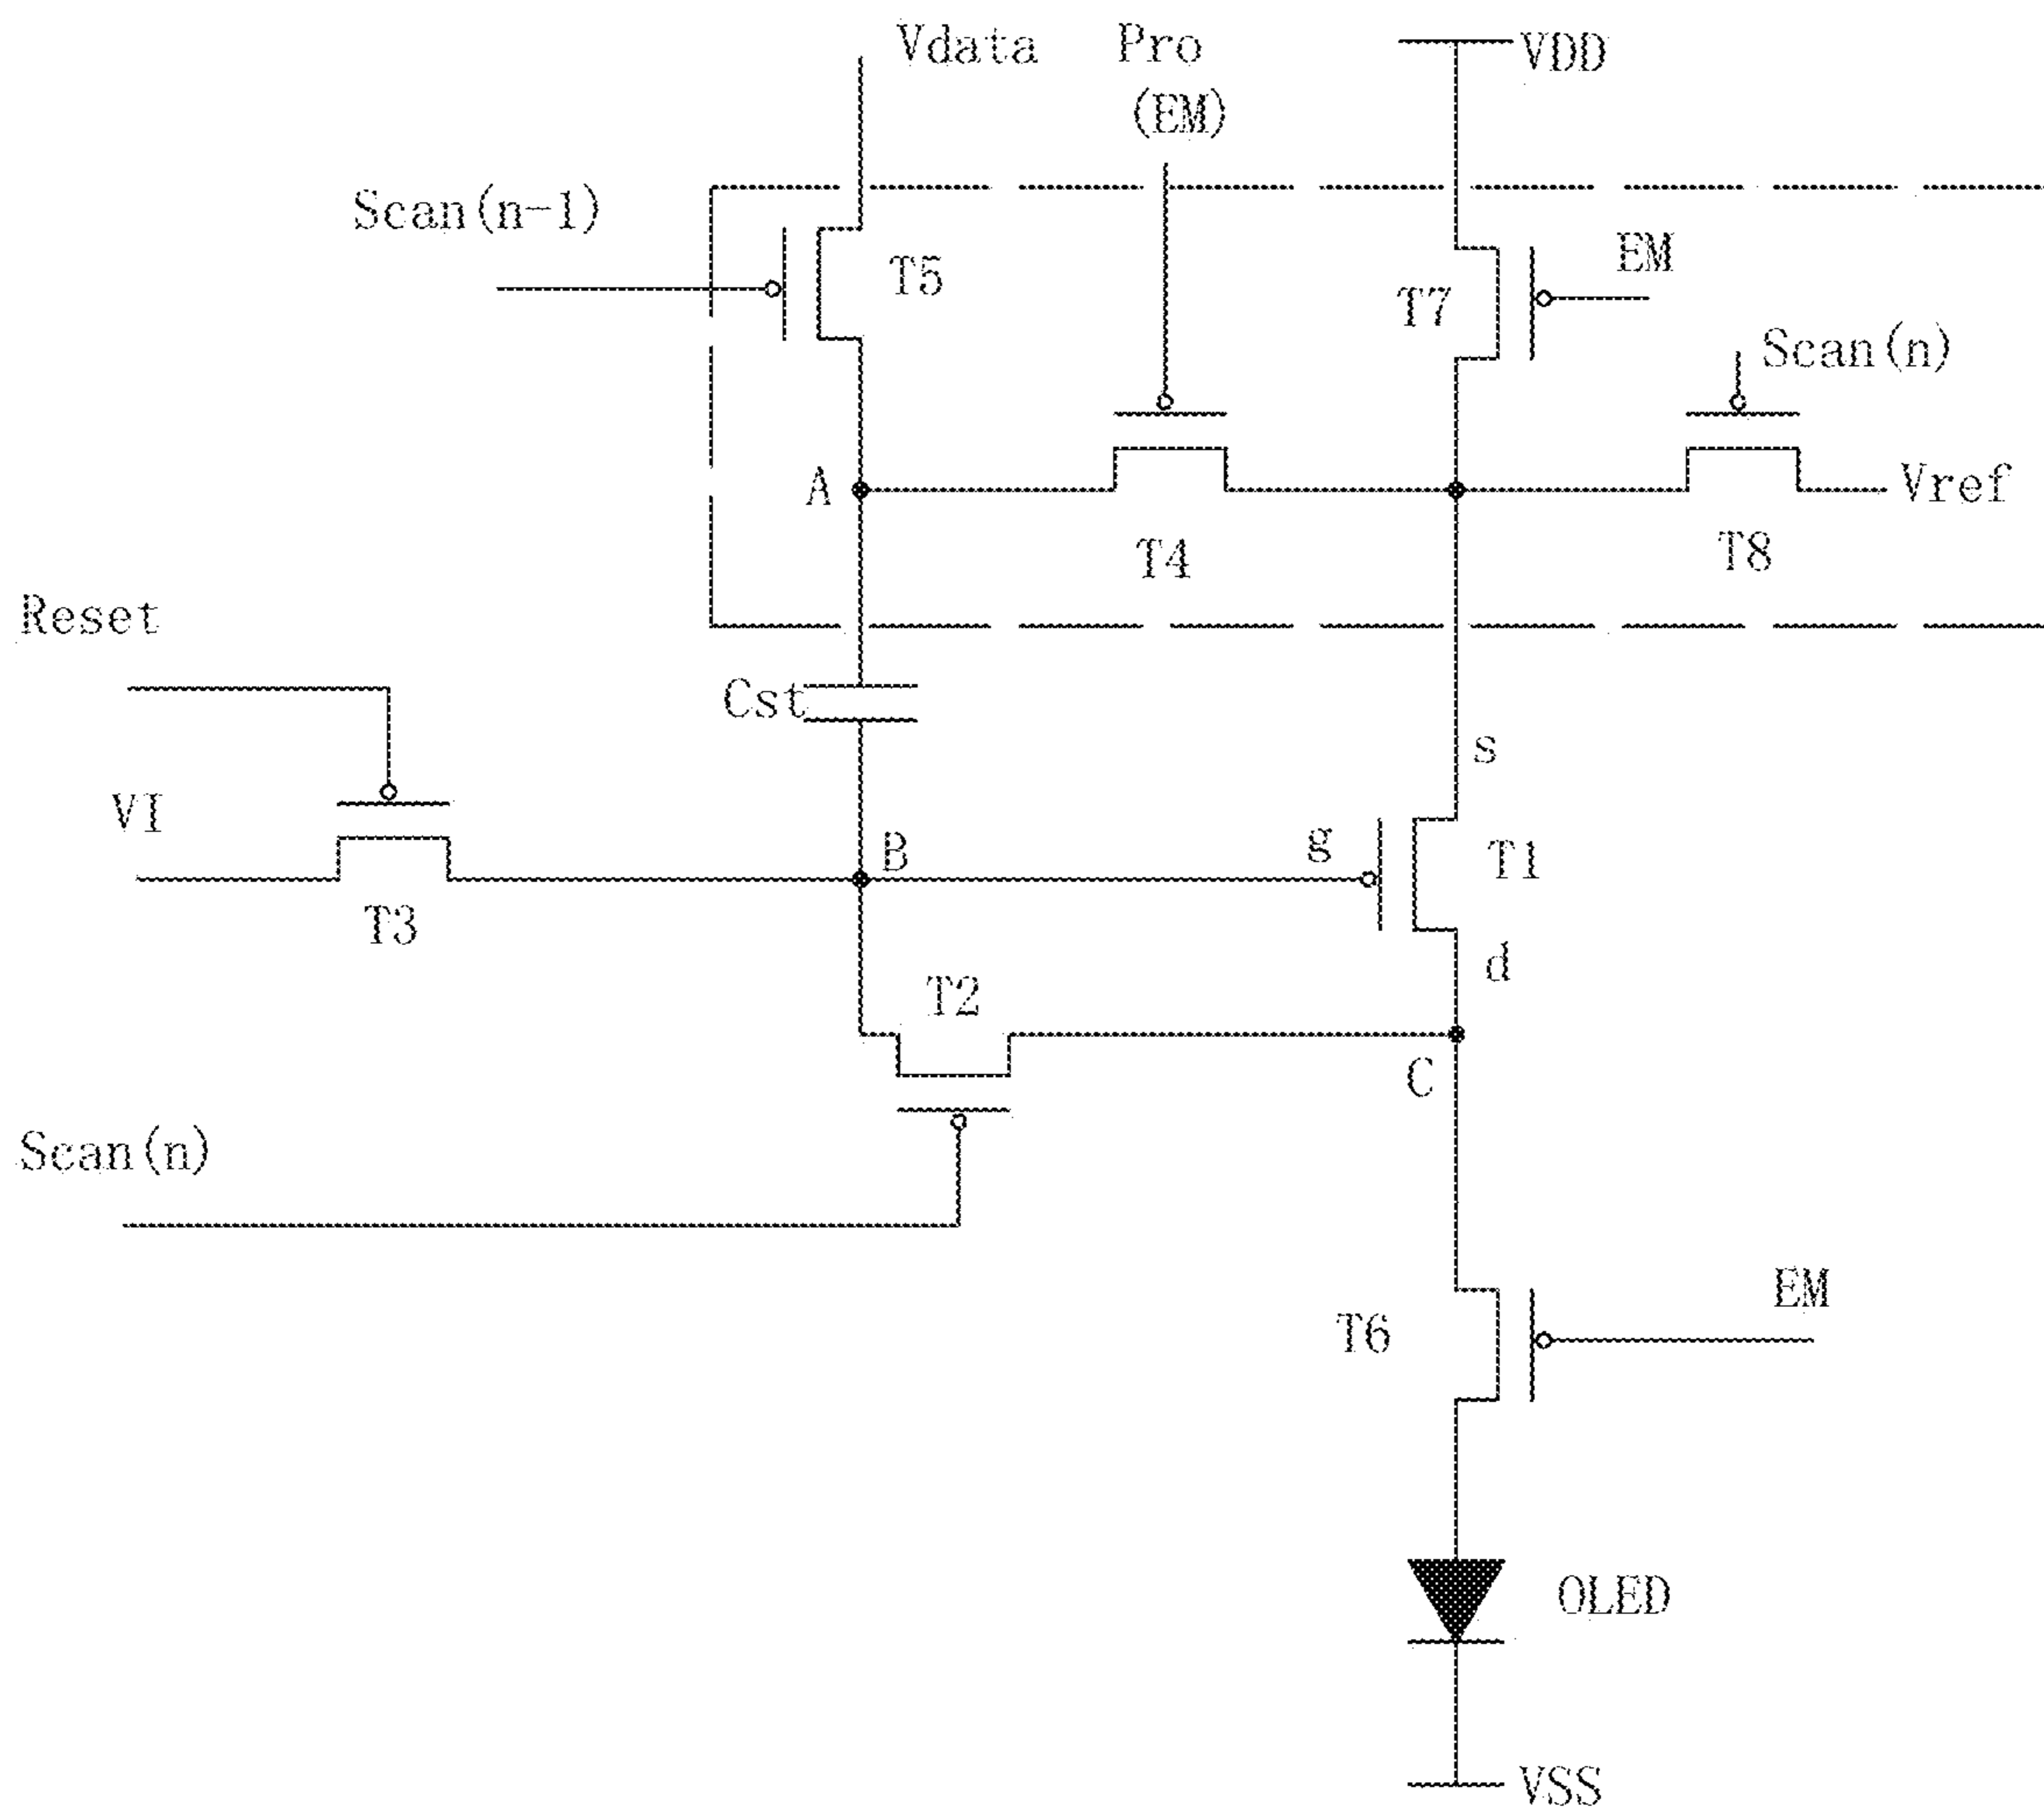 Vdata
Pro
(EM)
VDD
Scan(n-1)
T5
EM
T7
Scan(n)
A
Vref
T4
T8
Reset
Cst
s
VI
B
g
T1
T3
d
T2
C
Scan(n)
EM
T6
OLED
VSS